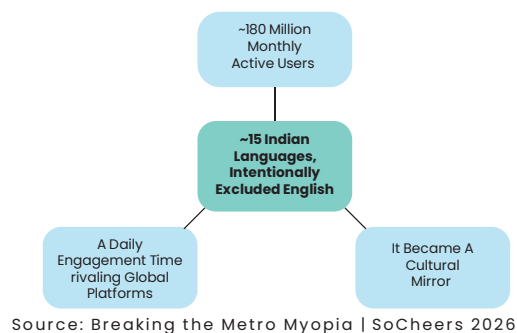 ~180 Million
Monthly
Active Users
~15 Indian
Languages,
Intentionally
Excluded English
A Daily
Engagement Time
rivaling Global
Platforms
It Became A
Cultural
Mirror
Source: Breaking the Metro Myopia | SoCheers 2026